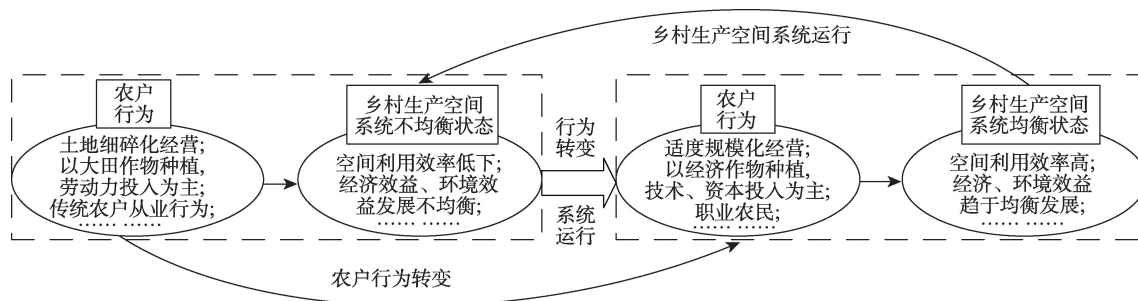 乡村生产空间系统运行
农户
行为
土地细碎化经营;
以大田作物种植,
劳动力投入为主;
传统农户从业行为;
…… ……
乡村生产空间
系统不均衡状态
空间利用效率低下;
经济效益、环境效
益发展不均衡;
…… ……
行为
转变
系统
运行
农户
行为
适度规模化经营;
以经济作物种植,
技术、资本投入为主;
职业农民;
…… ……
乡村生产空间
系统均衡状态
空间利用效率高;
经济、环境效益
趋于均衡发展;
…… ……
农户行为转变